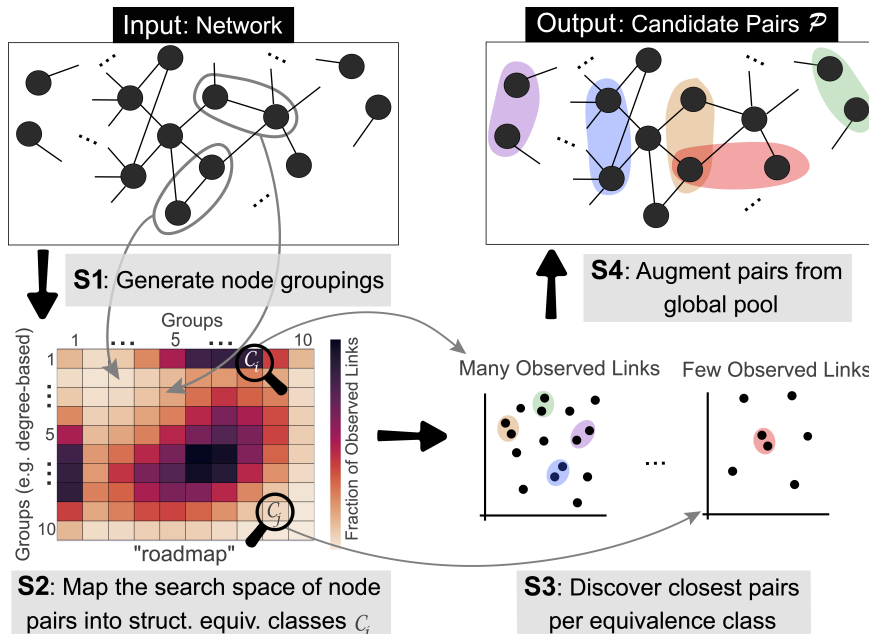 Input: Network
Output: Candidate Pairs 𝒫
...
...
...
...
...
...
S1: Generate node groupings
S4: Augment pairs from
global pool
Groups
1 ... 5 ... 10
Groups (e.g. degree-based)
1
...
5
...
10
C_i
C_j
Fraction of Observed Links
"roadmap"
Many Observed Links
Few Observed Links
...
S2: Map the search space of node
pairs into struct. equiv. classes C_i
S3: Discover closest pairs
per equivalence class